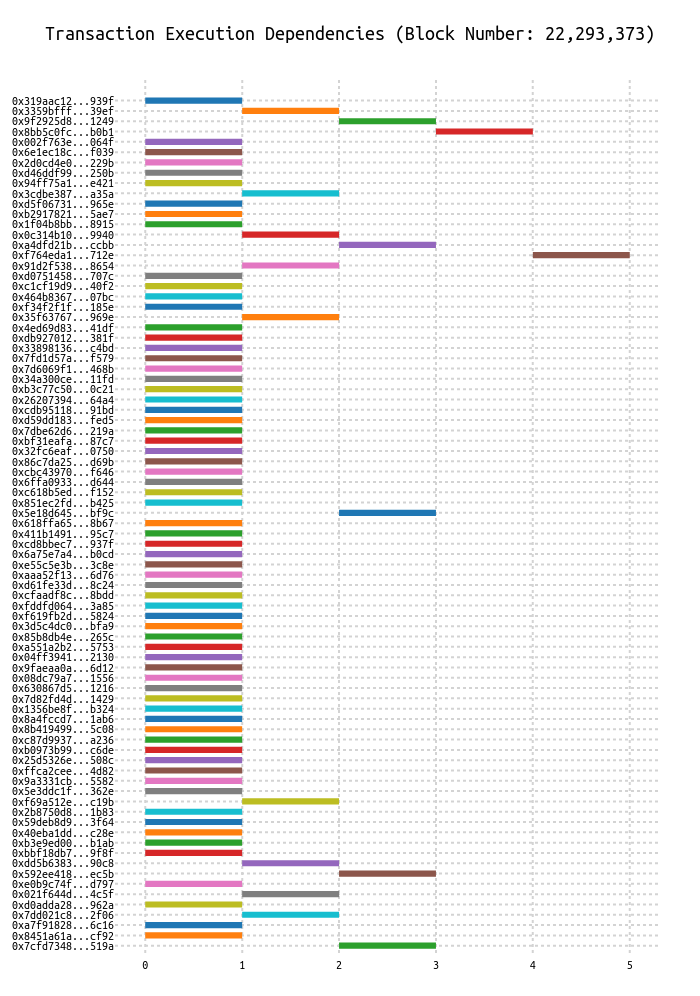 Transaction Execution Dependencies (Block Number: 22,293,373)
0x319aac12...939f
0x3359bfff...39ef
0x9f2925d8...1249
0x8bb5c0fc...b0b1
0x002f763e...064f
0x6e1ec18c...f039
0x2d0cd4e0...229b
0xd46ddf99...250b
0x94ff75a1...e421
0x3cdbe387...a35a
0xd5f06731...965e
0xb2917821...5ae7
0x1f04b8bb...8915
0x0c314b10...9940
0xa4dfd21b...ccbb
0xf764eda1...712e
0x91d2f538...8654
0xd0751458...707c
0xc1cf19d9...40f2
0x464b8367...07bc
0xf34f2f1f...185e
0x35f63767...969e
0x4ed69d83...41df
0xdb927012...381f
0x33898136...c4bd
0x7fd1d57a...f579
0x7d6069f1...468b
0x34a300ce...11fd
0xb3c77c50...0c21
0x26207394...64a4
0xcdb95118...91bd
0xd59dd183...fed5
0x7dbe62d6...219a
0xbf31eafa...87c7
0x32fc6eaf...0750
0x86c7da25...d69b
0xcbc43970...f646
0x6ffa0933...d644
0xc618b5ed...f152
0x851ec2fd...b425
0x5e18d645...bf9c
0x618ffa65...8b67
0x411b1491...95c7
0xcd8bbec7...937f
0x6a75e7a4...b0cd
0xe55c5e3b...3c8e
0xaaa52f13...6d76
0xd61fe33d...8c24
0xcfaadf8c...8bdd
0xfddfd064...3a85
0xf619fb2d...5824
0x3d5c4dc0...bfa9
0x85b8db4e...265c
0xa551a2b2...5753
0x04ff3941...2130
0x9faeaa0a...6d12
0x08dc79a7...1556
0x630867d5...1216
0x7d82fd4d...1429
0x1356be8f...b324
0x8a4fccd7...1ab6
0x8b419499...5c08
0xc87d9937...a236
0xb0973b99...c6de
0x25d5326e...508c
0xffca2cee...4d82
0x9a3331cb...5582
0x5e3ddc1f...362e
0xf69a512e...c19b
0x2b8750d8...1b83
0x59deb8d9...3f64
0x40eba1dd...c28e
0xb3e9ed00...b1ab
0xbbf18db7...9f8f
0xdd5b6383...90c8
0x592ee418...ec5b
0xe0b9c74f...d797
0x021f644d...4c5f
0xd0adda28...962a
0x7dd021c8...2f06
0xa7f91828...6c16
0x8451a61a...cf92
0x7cfd7348...519a
0 1 2 3 4 5